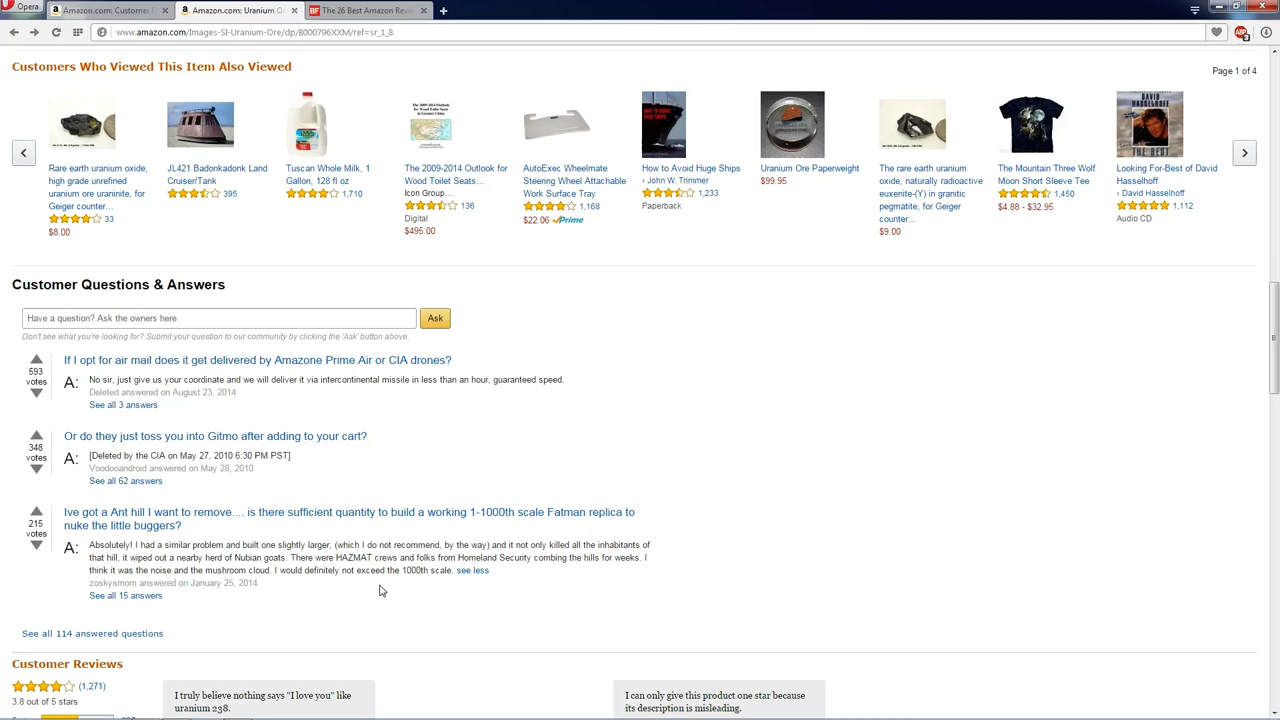 Opera
Amazon.com: Customer
Amazon.com: Uranium O
The 26 Best Amazon Rev
www.amazon.com/Images-SI-Uranium-Ore/dp/B000796XXM/ref=sr_1_8
Customers Who Viewed This Item Also Viewed
Page 1 of 4
Rare earth uranium oxide,
high grade unrefined
uranium ore uraninite, for
Geiger counter...
33
$8.00
JL421 Badonkadonk Land
Cruiser/Tank
395
Tuscan Whole Milk, 1
Gallon, 128 fl oz
1,710
The 2009-2014 Outlook for
Wood Toilet Seats…
Icon Group…
136
Digital
$495.00
AutoExec Wheelmate
Steering Wheel Attachable
Work Surface Tray
1,168
$22.06 Prime
How to Avoid Huge Ships
› John W. Trimmer
1,233
Paperback
Uranium Ore Paperweight
$99.95
The rare earth uranium
oxide, naturally radioactive
euxenite-(Y) in granitic
pegmatite, for Geiger
counter…
$9.00
The Mountain Three Wolf
Moon Short Sleeve Tee
1,450
$4.88 - $32.95
Looking For-Best of David
Hasselhoff
› David Hasselhoff
1,112
Audio CD
Customer Questions & Answers
Have a question? Ask the owners here
Ask
Don't see what you're looking for? Submit your question to our community by clicking the 'Ask' button above.
593
votes
If I opt for air mail does it get delivered by Amazone Prime Air or CIA drones?
A: No sir, just give us your coordinate and we will deliver it via intercontinental missile in less than an hour, guaranteed speed.
Deleted answered on August 23, 2014
See all 3 answers
348
votes
Or do they just toss you into Gitmo after adding to your cart?
A: [Deleted by the CIA on May 27, 2010 6:30 PM PST]
Voodooandroid answered on May 28, 2010
See all 62 answers
215
votes
Ive got a Ant hill I want to remove.... is there sufficient quantity to build a working 1-1000th scale Fatman replica to
nuke the little buggers?
A: Absolutely! I had a similar problem and built one slightly larger, (which I do not recommend, by the way) and it not only killed all the inhabitants of
that hill, it wiped out a nearby herd of Nubian goats. There were HAZMAT crews and folks from Homeland Security combing the hills for weeks. I
think it was the noise and the mushroom cloud. I would definitely not exceed the 1000th scale. see less
zoskysmom answered on January 25, 2014
See all 15 answers
See all 114 answered questions
Customer Reviews
(1,271)
3.8 out of 5 stars
I truly believe nothing says "I love you" like
uranium 238.
I can only give this product one star because
its description is misleading.